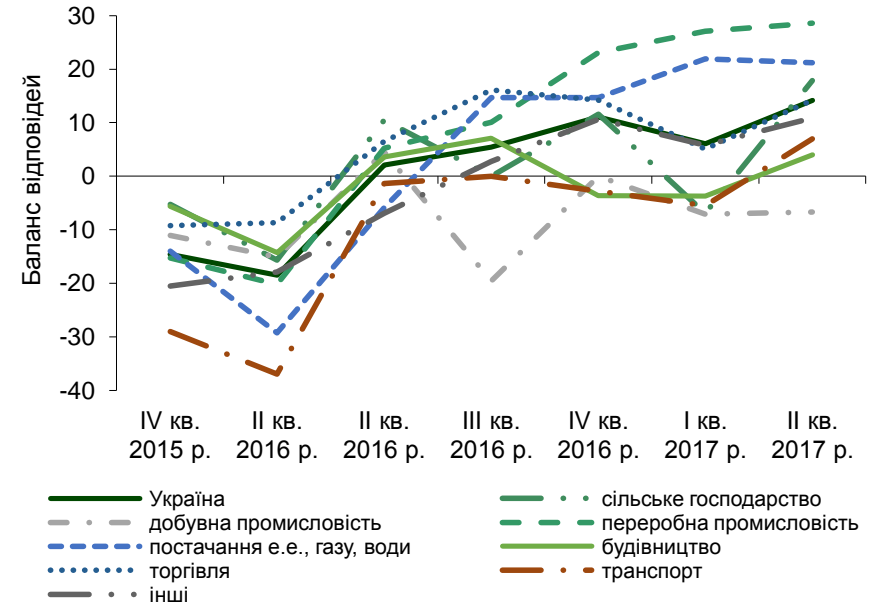 30
20
10
0
-10
-20
-30
-40
Баланс відповідей
IV кв. II кв. II кв. III кв. IV кв. I кв. II кв.
2015 р. 2016 р. 2016 р. 2016 р. 2016 р. 2017 р. 2017 р.
Україна сільське господарство
добувна промисловість переробна промисловість
постачання е.е., газу, води будівництво
торгівля транспорт
інші